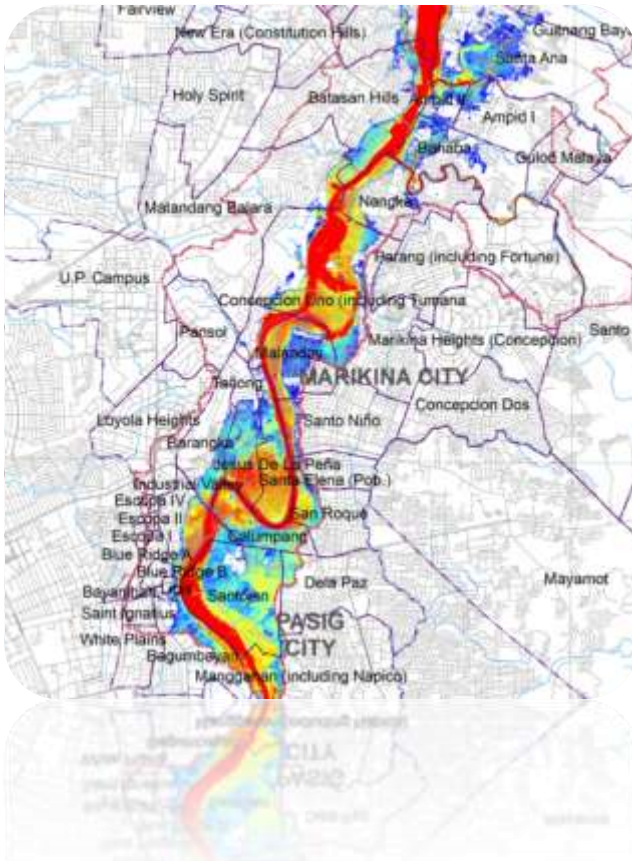 Fairview
New Era (Constitution Hills)
Guitnang Bay
Santa Ana
Holy Spirit
Batasan Hills
Ampid
Ampid I
Banaba
Gulod Malaya
Matandang Balara
Nangka
Parang (including Fortune)
U.P. Campus
Concepcion Uno (including Tumana
Pansol
Marikina Heights (Concepcion)
Santo
Malanday
MARIKINA CITY
Concepcion Dos
Loyola Heights
Santo Niño
Barangka
Jesus De La Peña
Industrial Valley
Santa Elena (Pob.)
Escopa IV
Escopa II
San Roque
Escopa I
Calumpang
Blue Ridge A
Blue Ridge B
Dela Paz
Mayamot
Santolan
Saint Ignatius
PASIG
CITY
White Plains
Bagumbayan
Manggahan (including Napico)